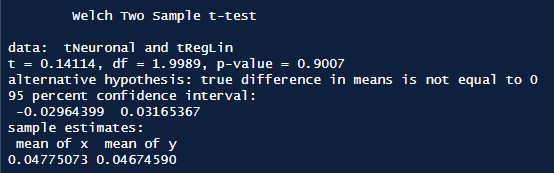 Welch Two Sample t-test
data:  tNeuronal and tRegLin
t = 0.14114, df = 1.9989, p-value = 0.9007
alternative hypothesis: true difference in means is not equal to 0
95 percent confidence interval:
-0.02964399  0.03165367
sample estimates:
mean of x  mean of y
0.04775073 0.04674590